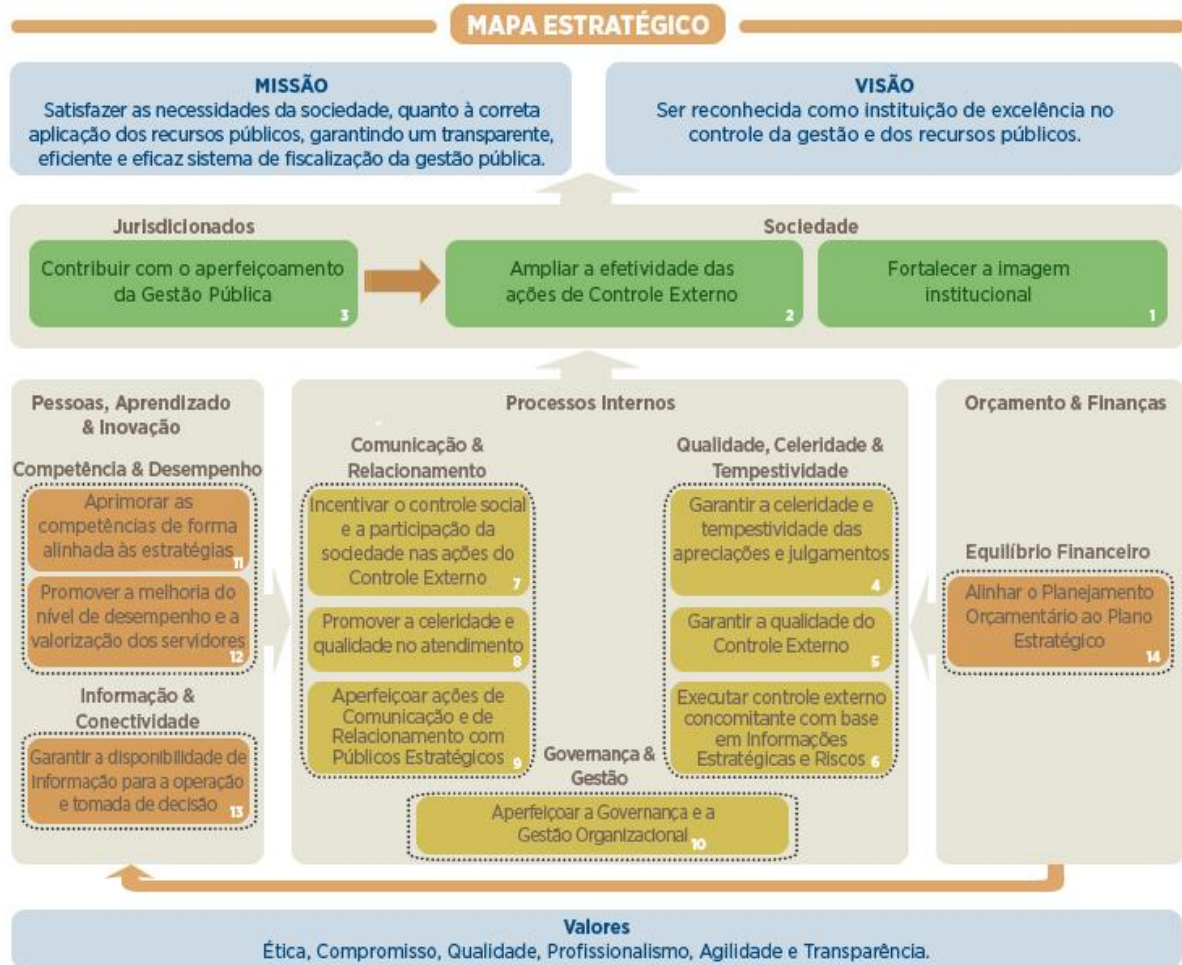 MAPA ESTRATÉGICO
MISSÃO
Satisfazer as necessidades da sociedade, quanto à correta
aplicação dos recursos públicos, garantindo um transparente,
eficiente e eficaz sistema de fiscalização da gestão pública.
VISÃO
Ser reconhecida como instituição de excelência no
controle da gestão e dos recursos públicos.
Jurisdicionados
Contribuir com o aperfeiçoamento
da Gestão Pública
3
Sociedade
Ampliar a efetividade das
ações de Controle Externo
2
Fortalecer a imagem
institucional
1
Pessoas, Aprendizado
& Inovação
Competência & Desempenho
Aprimorar as
competências de forma
alinhada às estratégias
11
Promover a melhoria do
nível de desempenho e a
valorização dos servidores
12
Informação &
Conectividade
Garantir a disponibilidade de
Informação para a operação
e tomada de decisão
13
Processos Internos
Comunicação &
Relacionamento
Incentivar o controle social
e a participação da
sociedade nas ações do
Controle Externo
7
Promover a celeridade e
qualidade no atendimento
8
Aperfeiçoar ações de
Comunicação e de
Relacionamento com
Públicos Estratégicos
9
Qualidade, Celeridade &
Tempestividade
Garantir a celeridade e
tempestividade das
apreciações e julgamentos
4
Garantir a qualidade do
Controle Externo
5
Executar controle externo
concomitante com base
em Informações
Estratégicas e Riscos
6
Governança &
Gestão
Aperfeiçoar a Governança e a
Gestão Organizacional
10
Orçamento & Finanças
Equilíbrio Financeiro
Alinhar o Planejamento
Orçamentário ao Plano
Estratégico
14
Valores
Ética, Compromisso, Qualidade, Profissionalismo, Agilidade e Transparência.